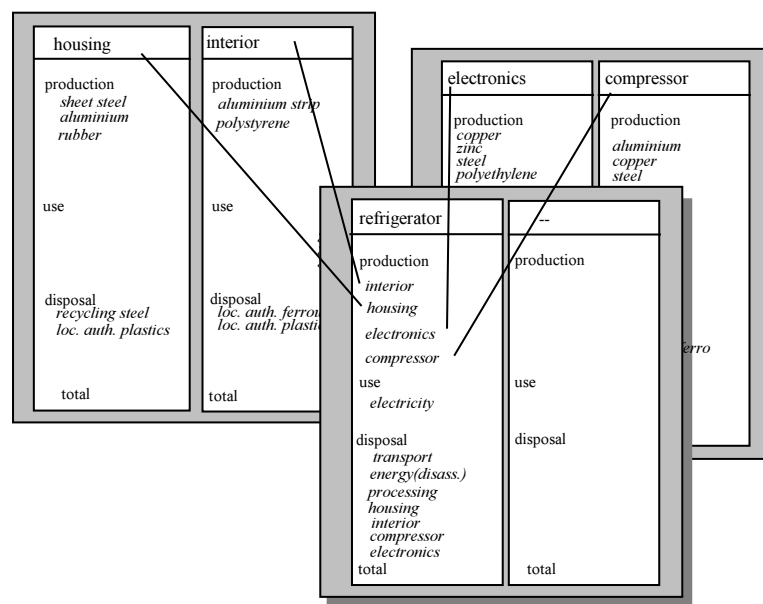 housing
production
sheet steel
aluminium
rubber
use
disposal
recycling steel
loc. auth. plastics
total
interior
production
aluminium strip
polystyrene
use
disposal
loc. auth.
loc. auth.
total
electronics
production
copper
zinc
steel
polyethylene
compressor
production
aluminium
copper
steel
refrigerator
production
interior
housing
electronics
compressor
use
electricity
disposal
transport
energy(disass.)
processing
housing
interior
compressor
electronics
total
--
production
use
disposal
total